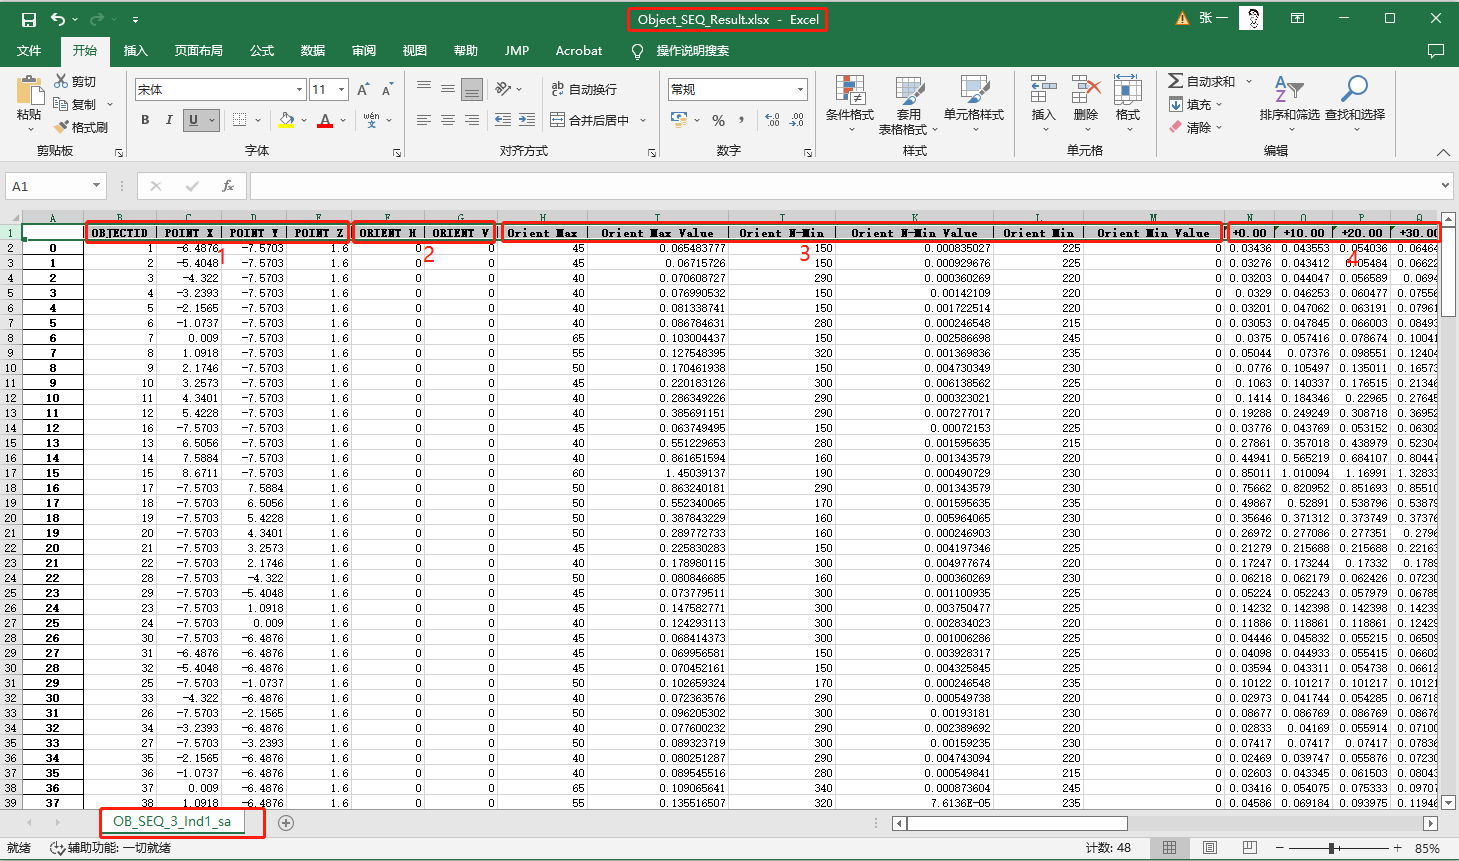 Object_SEQ_Result.xlsx - Excel 张 一
文件 开始 插入 页面布局 公式 数据 审阅 视图 帮助 JMP Acrobat 操作说明搜索
粘贴 剪切 复制 格式刷 剪贴板
宋体 11 B I U wén 文 字体
自动换行 合并后居中 对齐方式
常规 % 数字
条件格式 套用表格格式 单元格样式 样式
插入 删除 格式 单元格
自动求和 填充 清除 排序和筛选 查找和选择 编辑
A1 fx
A B C D E F G H I J K L M N O P Q
1 OBJECTID POINT X POINT Y POINT Z ORIENT H ORIENT V Orient Max Orient Max Value Orient N-Min Orient N-Min Value Orient Min Orient Min Value +0.00 +10.00 +20.00 +30.00
2 0 1 -6.4876 -7.5703 1.6 0 0 45 0.065483777 150 0.000835027 225 0 0.03436 0.043553 0.054036 0.06464
3 1 2 -5.4048 -7.5703 1.6 0 0 45 0.06715726 150 0.000929676 225 0 0.03276 0.043412 0.05484 0.06622
4 2 3 -4.322 -7.5703 1.6 0 0 40 0.070608727 290 0.000360269 220 0 0.03203 0.044047 0.056589 0.0694
5 3 4 -3.2393 -7.5703 1.6 0 0 40 0.076990532 150 0.00142109 220 0 0.0329 0.046253 0.060477 0.07556
6 4 5 -2.1565 -7.5703 1.6 0 0 40 0.081338741 150 0.001722514 220 0 0.03201 0.047062 0.063191 0.07961
7 5 6 -1.0737 -7.5703 1.6 0 0 40 0.086784631 280 0.000246548 215 0 0.03053 0.047845 0.066003 0.08493
8 6 7 0.009 -7.5703 1.6 0 0 65 0.103004437 150 0.002586698 245 0 0.0375 0.057416 0.078674 0.10041
9 7 8 1.0918 -7.5703 1.6 0 0 55 0.127548395 320 0.001369836 235 0 0.05044 0.07376 0.098551 0.12404
10 8 9 2.1746 -7.5703 1.6 0 0 50 0.170461938 150 0.004730349 230 0 0.0776 0.105497 0.135011 0.16573
11 9 10 3.2573 -7.5703 1.6 0 0 45 0.220183126 300 0.006138562 225 0 0.1063 0.140337 0.176515 0.21346
12 10 11 4.3401 -7.5703 1.6 0 0 40 0.286349226 290 0.000323021 220 0 0.1414 0.184346 0.22965 0.27645
13 11 12 5.4228 -7.5703 1.6 0 0 40 0.385691151 290 0.007277017 220 0 0.19288 0.249249 0.308718 0.36952
14 12 16 -7.5703 -7.5703 1.6 0 0 45 0.063749495 150 0.00072153 225 0 0.03776 0.043769 0.053152 0.06302
15 13 13 6.5056 -7.5703 1.6 0 0 40 0.551229653 280 0.001595635 215 0 0.27861 0.357018 0.438979 0.52304
16 14 14 7.5884 -7.5703 1.6 0 0 40 0.861651594 160 0.001343579 220 0 0.44941 0.565219 0.684107 0.80447
17 15 15 8.6711 -7.5703 1.6 0 0 60 1.45039137 190 0.000490729 230 0 0.85011 1.010094 1.16991 1.32833
18 16 17 -7.5703 7.5884 1.6 0 0 50 0.863240181 290 0.001343579 230 0 0.75662 0.820952 0.851693 0.85510
19 17 18 -7.5703 6.5056 1.6 0 0 50 0.552340065 170 0.001595635 235 0 0.49867 0.52891 0.538796 0.53879
20 18 19 -7.5703 5.4228 1.6 0 0 50 0.387843229 160 0.005964065 230 0 0.35646 0.371312 0.373749 0.37376
21 19 20 -7.5703 4.3401 1.6 0 0 50 0.289772733 160 0.000246903 230 0 0.26972 0.277086 0.277351 0.2796
22 20 21 -7.5703 3.2573 1.6 0 0 45 0.225830283 150 0.004197346 225 0 0.21279 0.215688 0.215688 0.22163
23 21 22 -7.5703 2.1746 1.6 0 0 40 0.178980115 300 0.004977674 220 0 0.17247 0.173244 0.17332 0.1789
24 22 28 -7.5703 -4.322 1.6 0 0 50 0.080846685 160 0.000360269 230 0 0.06218 0.062179 0.062426 0.07230
25 23 29 -7.5703 -5.4048 1.6 0 0 45 0.073779511 300 0.001100935 225 0 0.05224 0.052243 0.057979 0.06785
26 24 23 -7.5703 1.0918 1.6 0 0 45 0.147582771 300 0.003750477 225 0 0.14232 0.142398 0.142398 0.14239
27 25 24 -7.5703 0.009 1.6 0 0 40 0.124293113 300 0.002834023 220 0 0.11886 0.118861 0.118861 0.12429
28 26 30 -7.5703 -6.4876 1.6 0 0 45 0.068414373 300 0.001006286 225 0 0.04446 0.045832 0.055215 0.06509
29 27 31 -6.4876 -6.4876 1.6 0 0 45 0.069956581 150 0.003928317 225 0 0.04098 0.044933 0.055415 0.06602
30 28 32 -5.4048 -6.4876 1.6 0 0 45 0.070452161 150 0.004325845 225 0 0.03594 0.043311 0.054738 0.06612
31 29 25 -7.5703 -1.0737 1.6 0 0 50 0.102659324 170 0.000246548 235 0 0.10122 0.101217 0.101217 0.10121
32 30 33 -4.322 -6.4876 1.6 0 0 40 0.072363576 290 0.000549738 220 0 0.02973 0.041744 0.054285 0.06718
33 31 26 -7.5703 -2.1565 1.6 0 0 50 0.096205302 300 0.00193181 230 0 0.08677 0.086769 0.086769 0.08676
34 32 34 -3.2393 -6.4876 1.6 0 0 40 0.077600232 290 0.002389692 220 0 0.02833 0.04169 0.055914 0.07100
35 33 27 -7.5703 -3.2393 1.6 0 0 50 0.089323719 300 0.00159235 230 0 0.07417 0.07417 0.07417 0.07836
36 34 35 -2.1565 -6.4876 1.6 0 0 40 0.080251287 290 0.004743094 220 0 0.02469 0.039747 0.055876 0.07230
37 35 36 -1.0737 -6.4876 1.6 0 0 40 0.089545516 280 0.000549841 215 0 0.02603 0.043345 0.061503 0.08043
38 36 37 0.009 -6.4876 1.6 0 0 65 0.109065641 340 0.000873604 245 0 0.03416 0.054075 0.075333 0.09707
39 37 38 1.0918 -6.4876 1.6 0 0 55 0.135516507 320 7.6136E-05 235 0 0.04586 0.069184 0.093975 0.11946
1 2 3 4
OB_SEQ_3_Ind1_sa
就绪 辅助功能: 一切就绪 计数: 48 85%